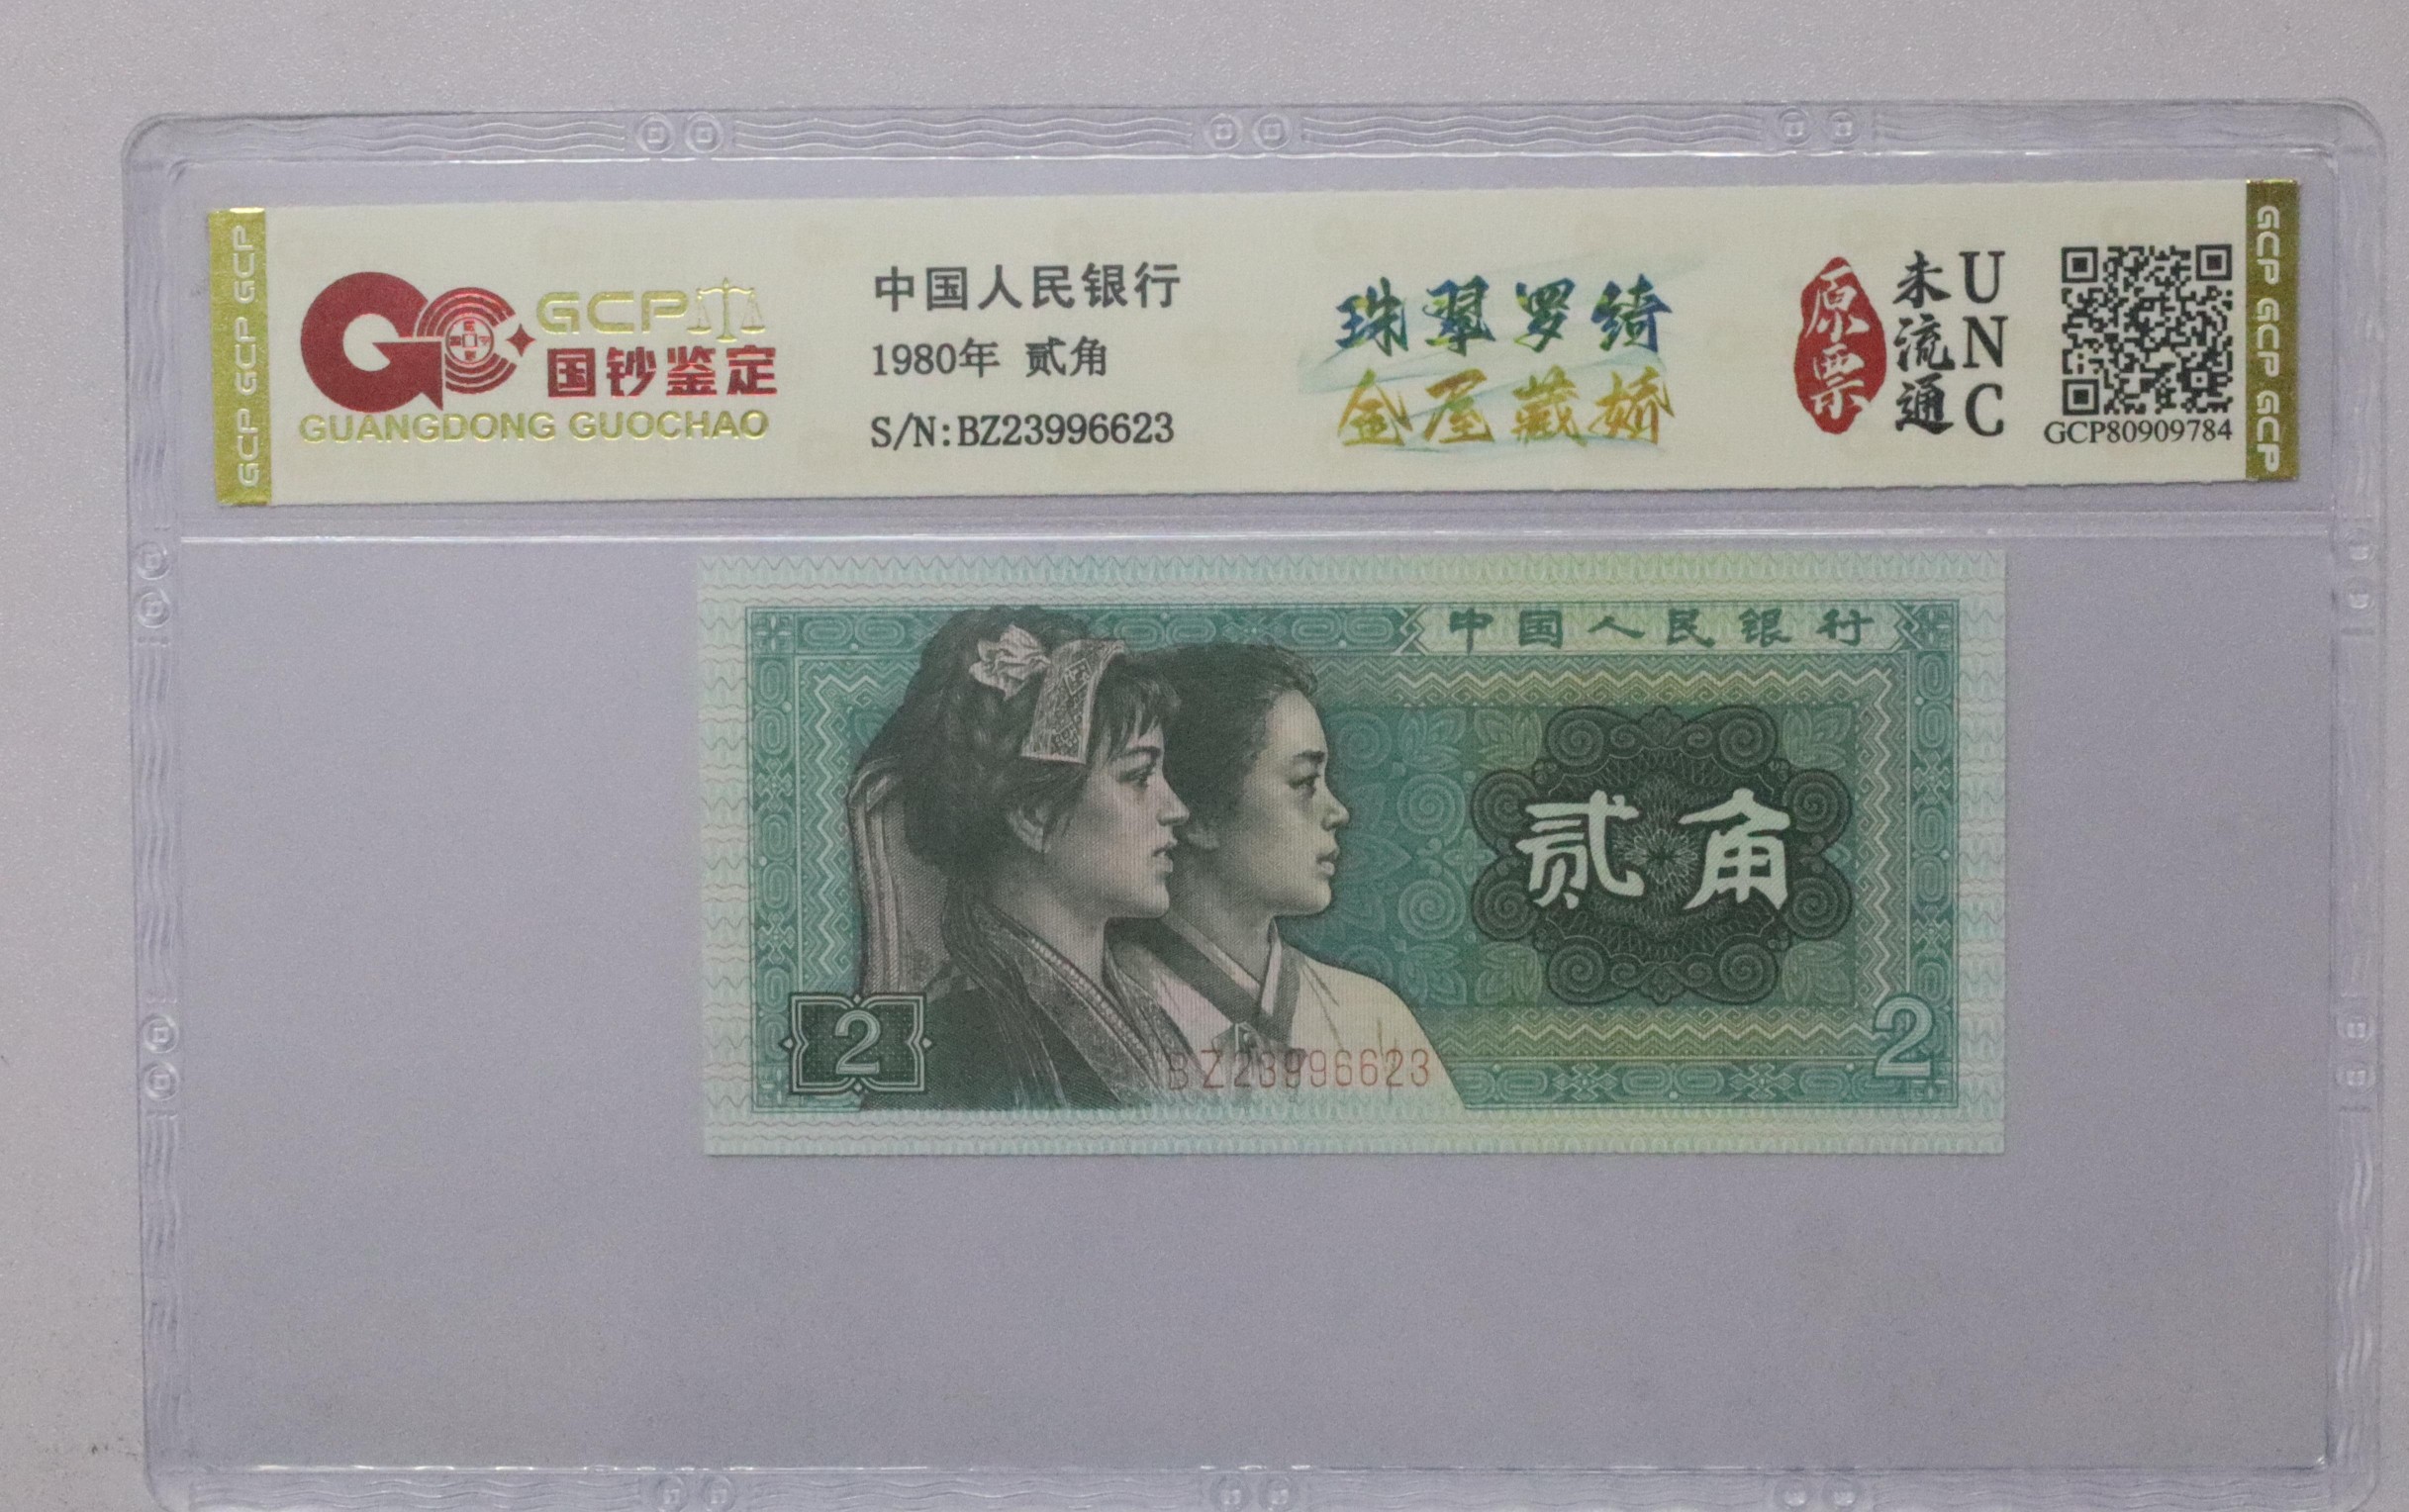 GCP GCP GCP
GCP
国钞鉴定
GUANGDONG GUOCHAO
中国人民银行
1980年 贰角
S/N:BZ23996623
珠翠罗绮
金屋藏娇
原票
未流通
UNC
GCP80909784
GCP GCP GCP
中国人民银行
贰角
2
BZ23996623
2